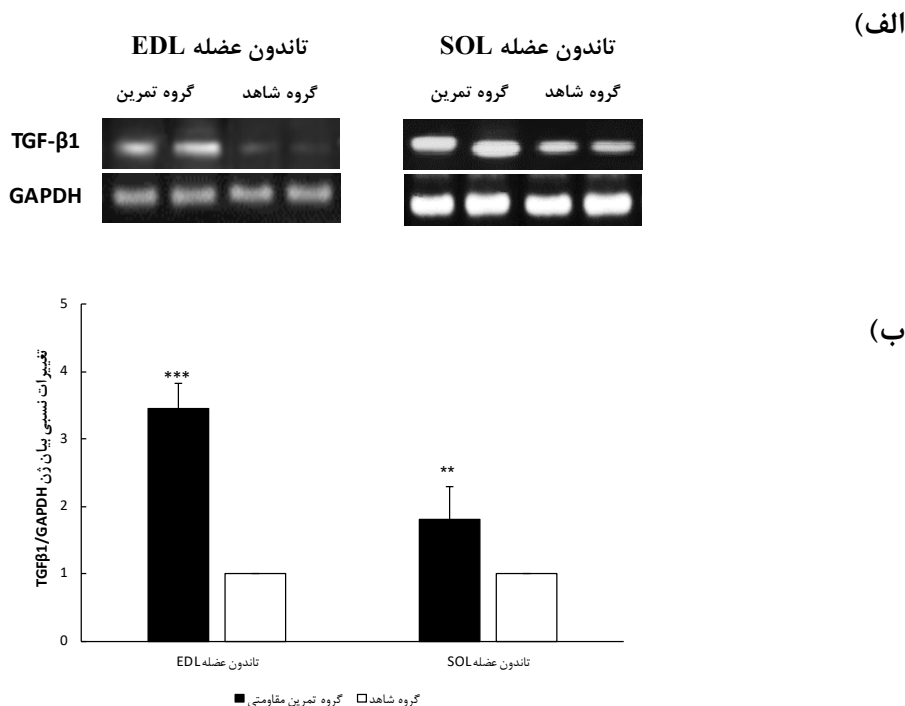 الف)
تاندون عضله EDL
تاندون عضله SOL
گروه تمرین
گروه شاهد
گروه تمرین
گروه شاهد
TGF-β1
GAPDH
ب)
تغییرات نسبی بیان ژن TGFβ1/GAPDH
5
4
3
2
1
0
***
**
تاندون عضله EDL
تاندون عضله SOL
گروه تمرین مقاومتی
گروه شاهد